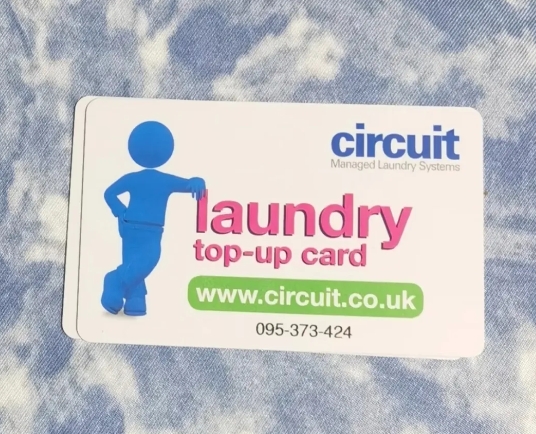 circuit
Managed Laundry Systems
laundry
top-up card
www.circuit.co.uk
095-373-424